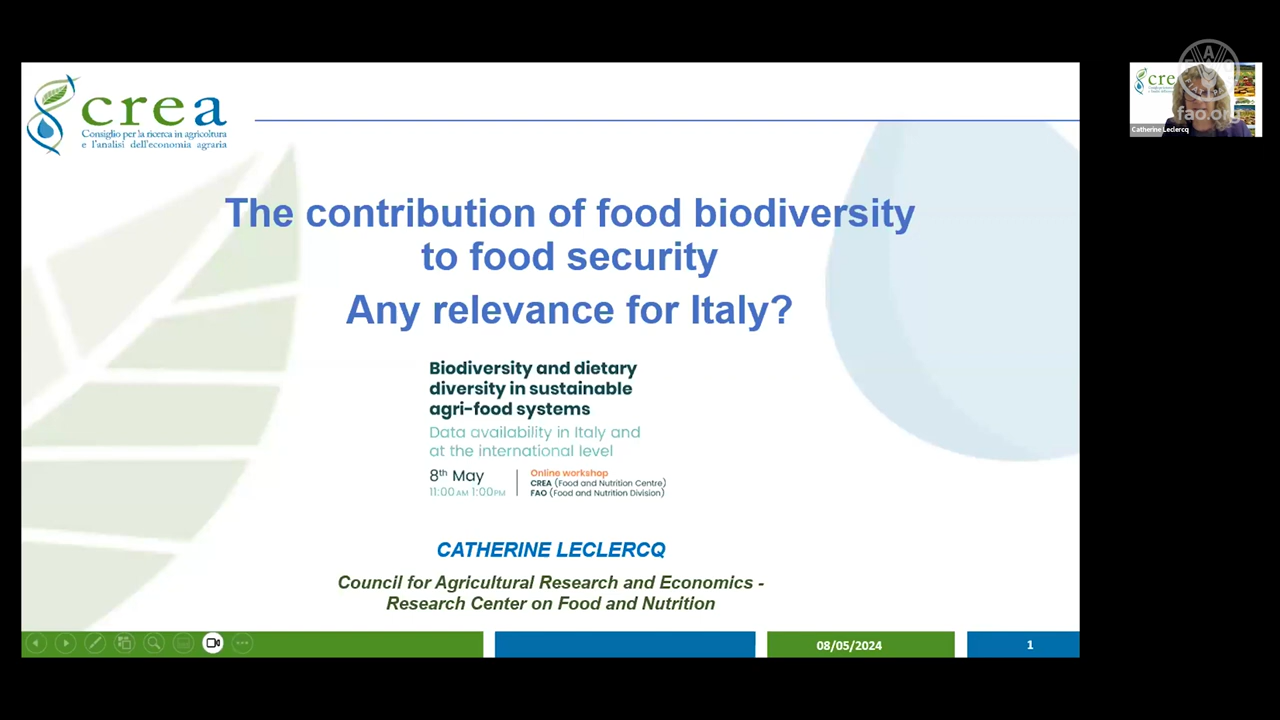 crea
Consiglio per la ricerca in agricoltura
e l'analisi dell'economia agraria
The contribution of food biodiversity
to food security
Any relevance for Italy?
Biodiversity and dietary
diversity in sustainable
agri-food systems
Data availability in Italy and
at the international level
8th May
11:00 AM 1:00 PM
Online workshop
CREA (Food and Nutrition Centre)
FAO (Food and Nutrition Division)
CATHERINE LECLERCQ
Council for Agricultural Research and Economics -
Research Center on Food and Nutrition
08/05/2024
1
cre
Catherine Leclercq
FAO
FIAT
fao.org